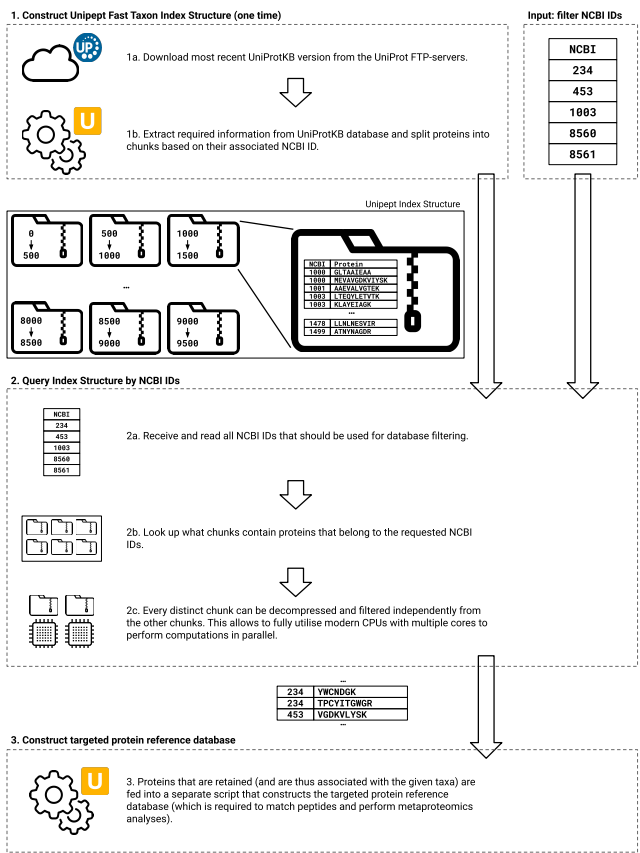 1. Construct Unipept Fast Taxon Index Structure (one time)
Input: filter NCBI IDs
UP
1a. Download most recent UniProtKB version from the UniProt FTP-servers.
U
1b. Extract required information from UniProtKB database and split proteins into
chunks based on their associated NCBI ID.
NCBI
234
453
1003
8560
8561
Unipept Index Structure
0
500
500
1000
1000
1500
...
8000
8500
8500
9000
9000
9500
NCBI Protein
1000 GLTAAIEAA
1000 MEVAVGDKVIYSK
1001 AAEVALVGTEK
1003 LTEQYLETVTK
1003 KLAYEIAGK
...
1478 LLNLNESVIR
1499 ATNYNAGDR
2. Query Index Structure by NCBI IDs
NCBI
234
453
1003
8560
8561
2a. Receive and read all NCBI IDs that should be used for database filtering.
2b. Look up what chunks contain proteins that belong to the requested NCBI
IDs.
2c. Every distinct chunk can be decompressed and filtered independently from
the other chunks. This allows to fully utilise modern CPUs with multiple cores to
perform computations in parallel.
...
234 YWCNDGK
234 TPCYITGWGR
453 VGDKVLYSK
...
3. Construct targeted protein reference database
U
3. Proteins that are retained (and are thus associated with the given taxa) are
fed into a separate script that constructs the targeted protein reference
database (which is required to match peptides and perform metaproteomics
analyses).